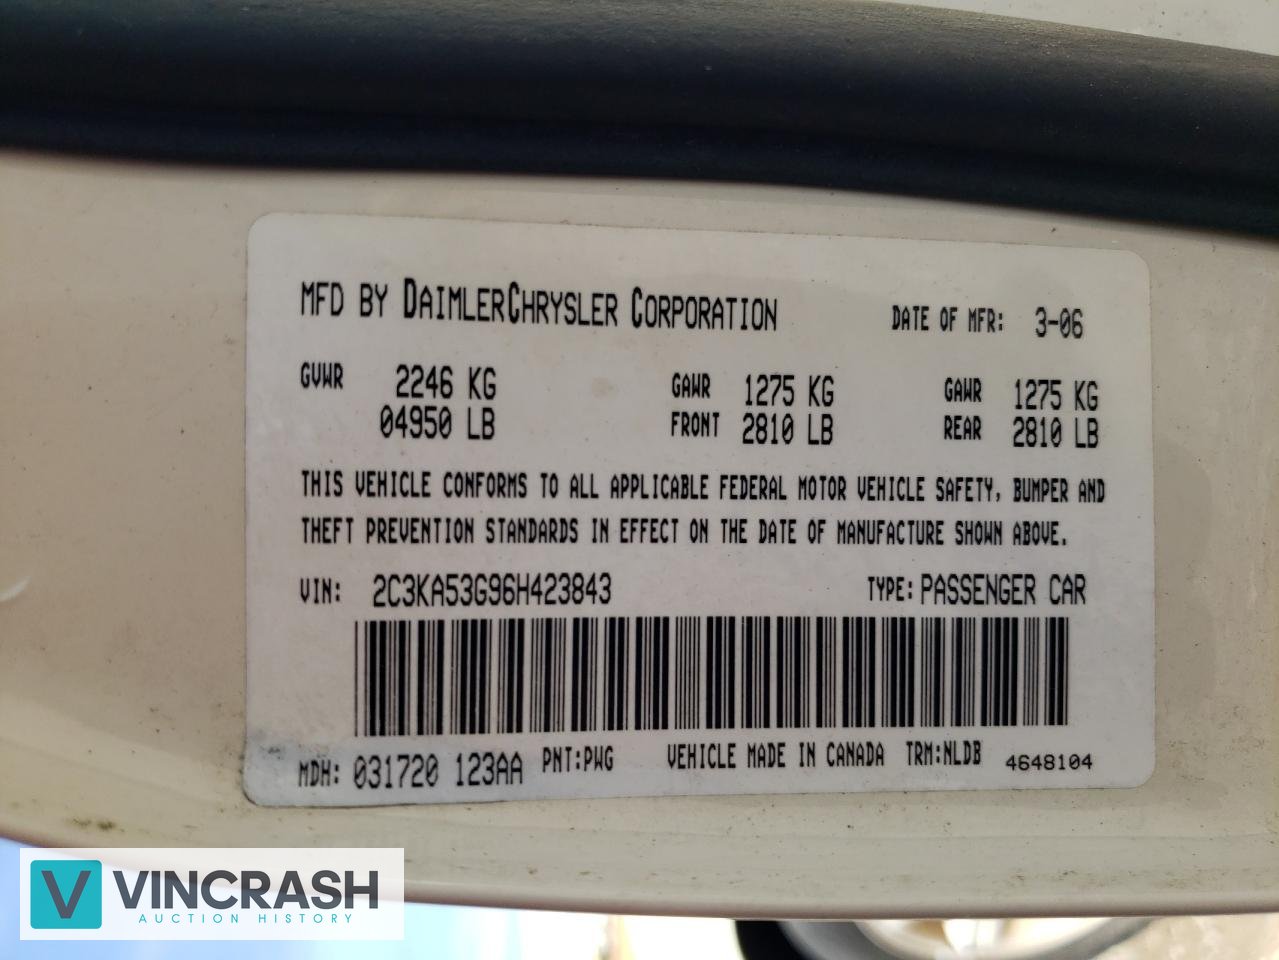 MFD BY DAIMLERCHRYSLER CORPORATION DATE OF MFR: 3-06
GVWR 2246 KG GAWR 1275 KG GAWR 1275 KG
04950 LB FRONT 2810 LB REAR 2810 LB
THIS VEHICLE CONFORMS TO ALL APPLICABLE FEDERAL MOTOR VEHICLE SAFETY, BUMPER AND
THEFT PREVENTION STANDARDS IN EFFECT ON THE DATE OF MANUFACTURE SHOWN ABOVE.
VIN: 2C3KA53G96H423843 TYPE: PASSENGER CAR
MDH: 031720 123AA PNT:PWG VEHICLE MADE IN CANADA TRM:NLDB 4648104
V VINCRASH
AUCTION HISTORY